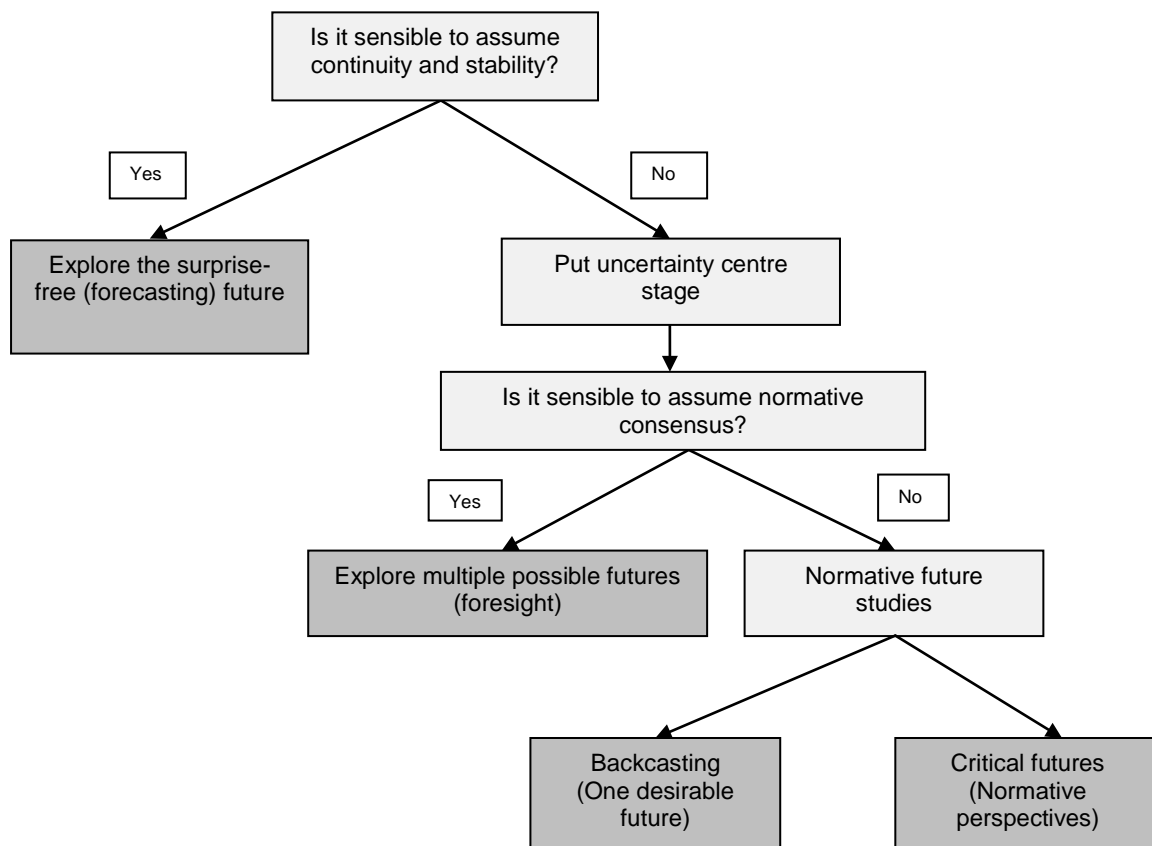 Is it sensible to assume
continuity and stability?
Yes
No
Explore the surprise-
free (forecasting) future
Put uncertainty centre
stage
Is it sensible to assume normative
consensus?
Yes
No
Explore multiple possible futures
(foresight)
Normative future
studies
Backcasting
(One desirable
future)
Critical futures
(Normative
perspectives)